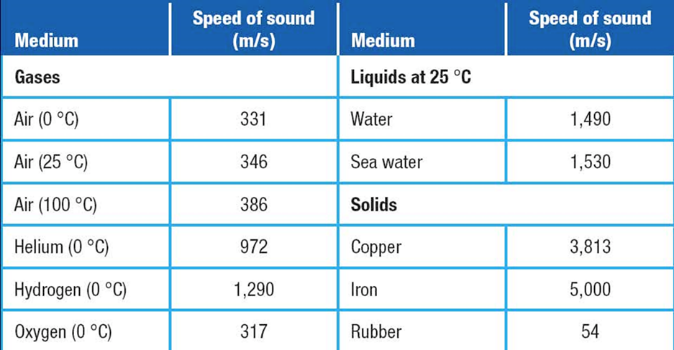 Medium Speed of sound (m/s) Medium Speed of sound (m/s)
Gases Liquids at 25 °C
Air (0 °C) 331 Water 1,490
Air (25 °C) 346 Sea water 1,530
Air (100 °C) 386 Solids
Helium (0 °C) 972 Copper 3,813
Hydrogen (0 °C) 1,290 Iron 5,000
Oxygen (0 °C) 317 Rubber 54